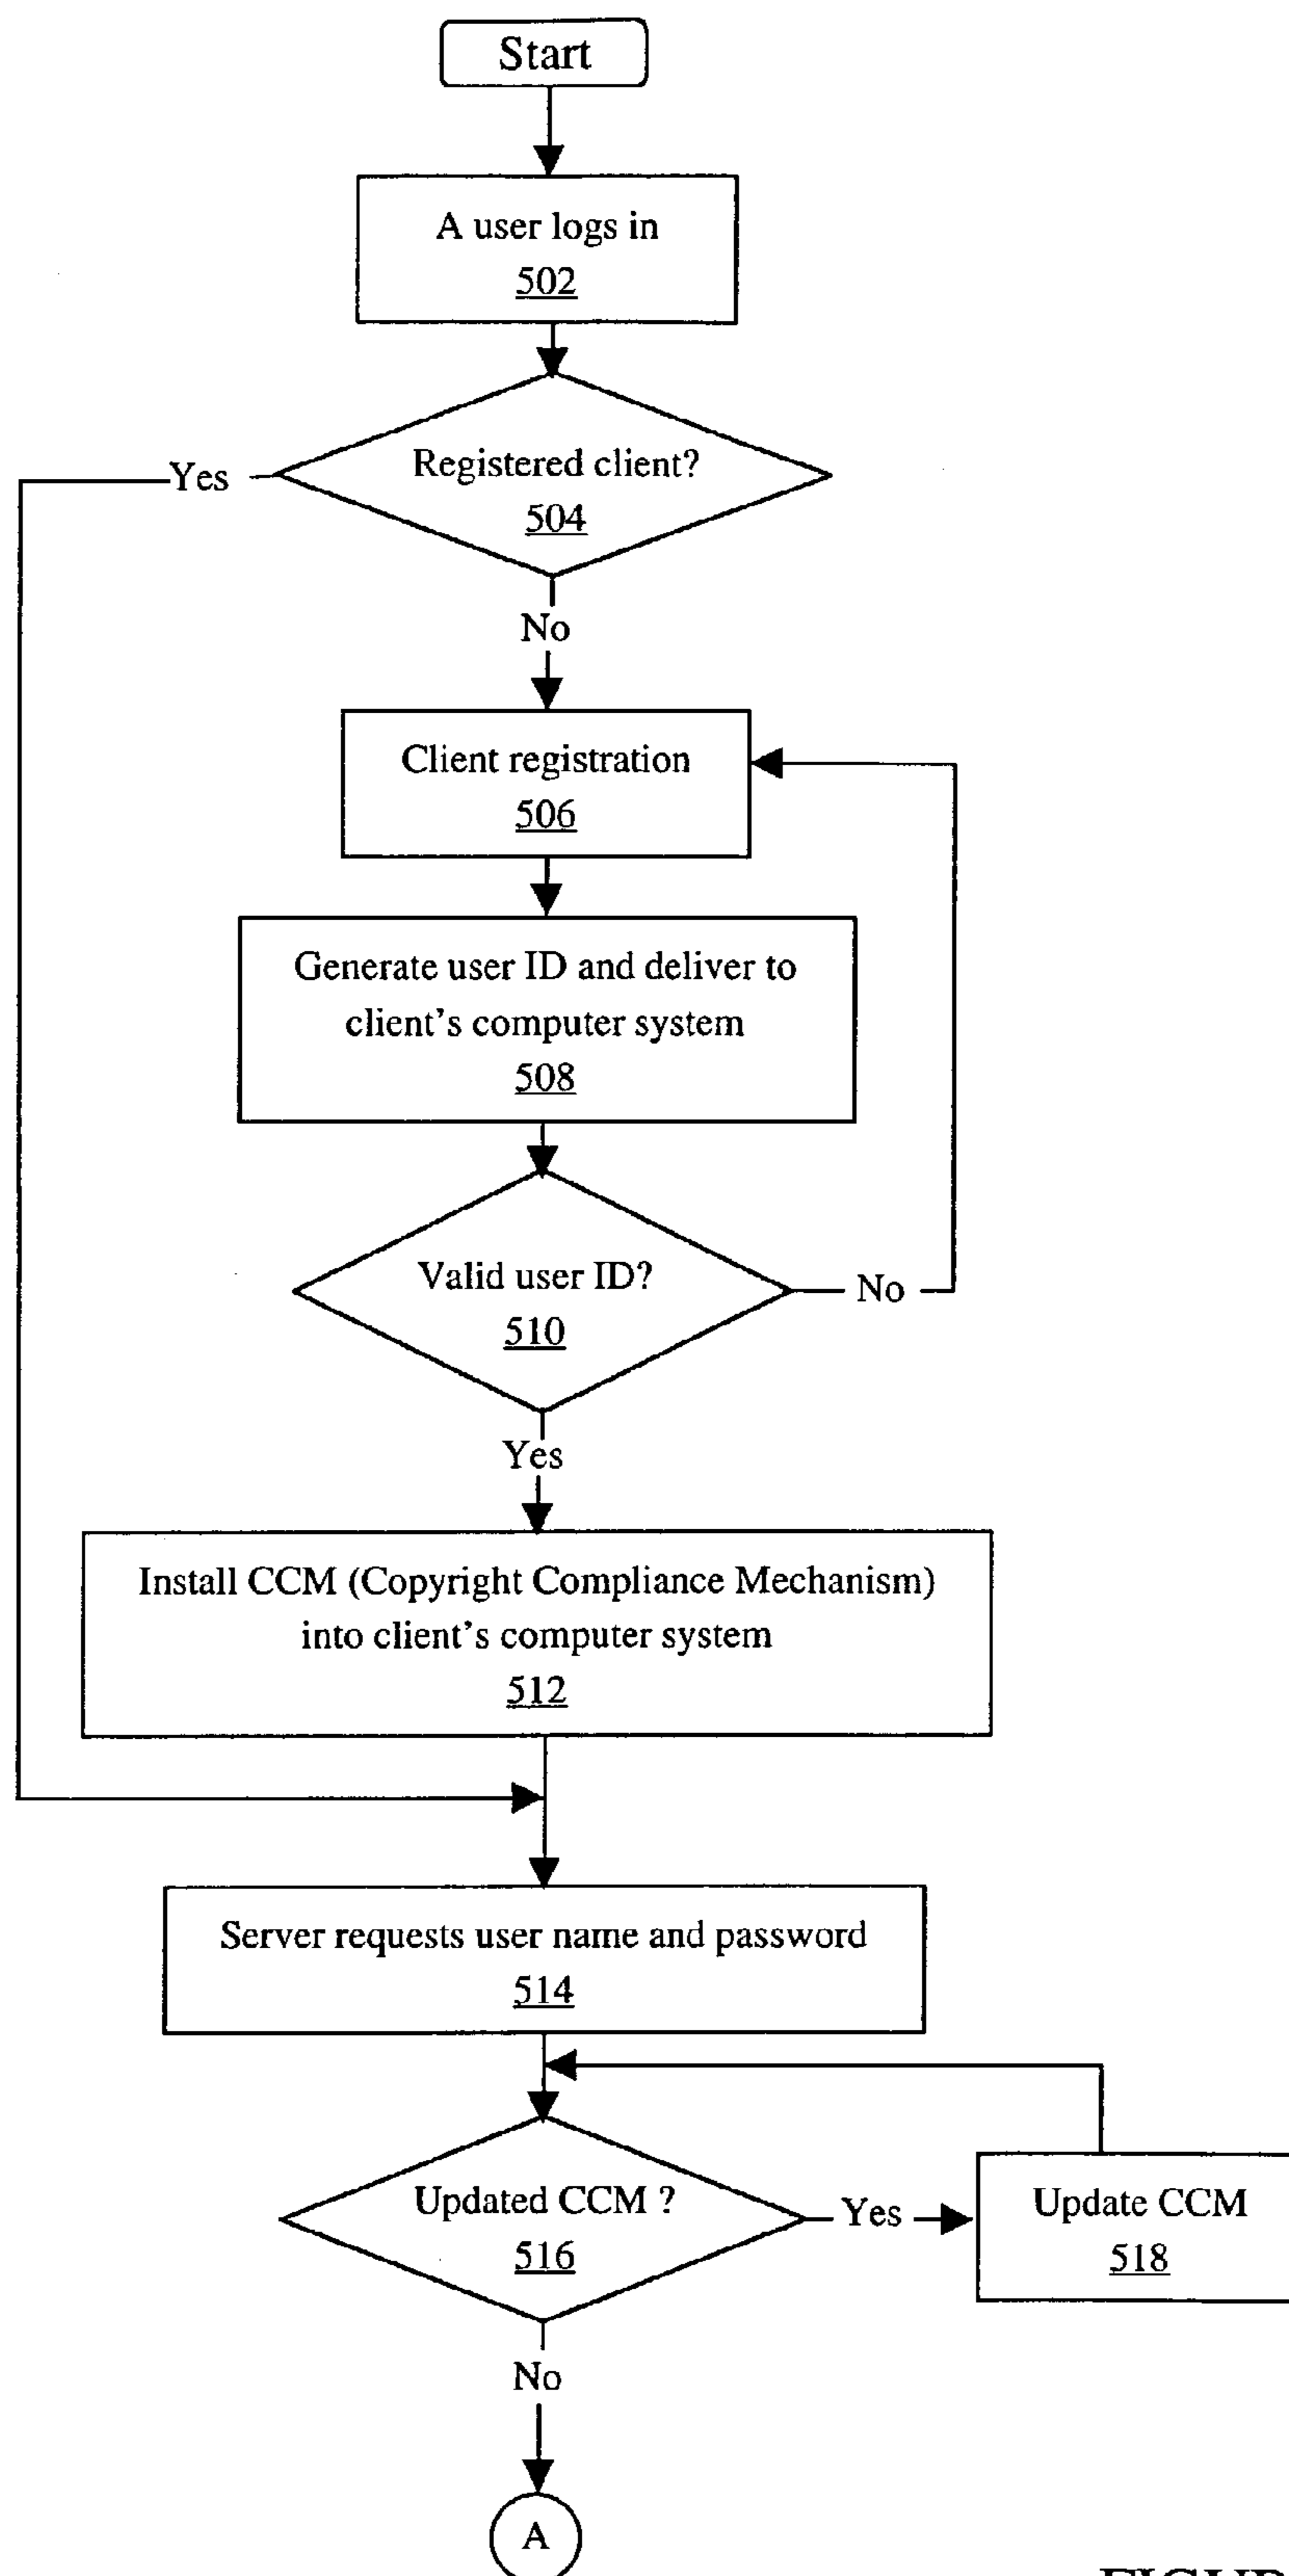 Start
A user logs in
502
Registered client?
504
Yes
No
Client registration
506
Generate user ID and deliver to
client's computer system
508
Valid user ID?
510
No
Yes
Install CCM (Copyright Compliance Mechanism)
into client's computer system
512
Server requests user name and password
514
Updated CCM ?
516
Yes
Update CCM
518
No
A